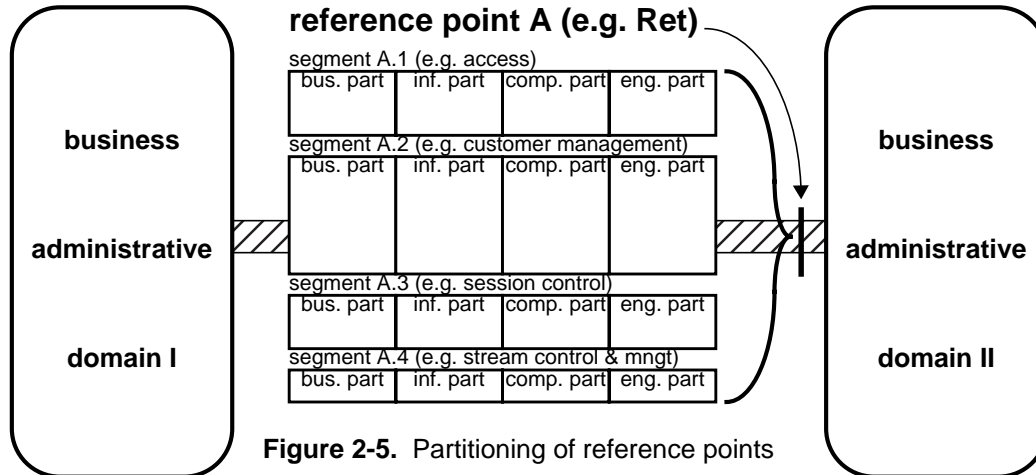 reference point A (e.g. Ret)
segment A.1 (e.g. access)
bus. part inf. part comp. part eng. part
segment A.2 (e.g. customer management)
bus. part inf. part comp. part eng. part
segment A.3 (e.g. session control)
bus. part inf. part comp. part eng. part
segment A.4 (e.g. stream control & mngt)
bus. part inf. part comp. part eng. part
business
administrative
domain I
business
administrative
domain II
Figure 2-5. Partitioning of reference points